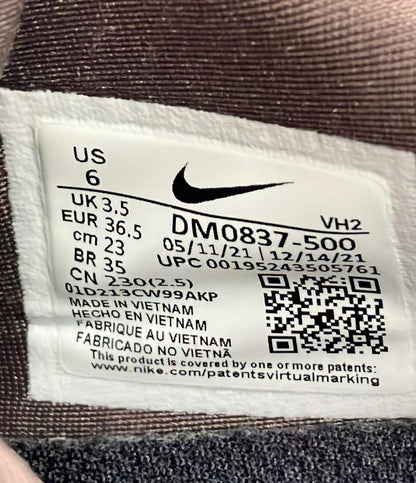 US
6
UK 3.5
EUR 36.5
cm 23
BR 35
CN 230(2.5)
VH2
DM0837-500
05/11/21 | 12/14/21
UPC 00195243505761
01D213CW99AKP
MADE IN VIETNAM
HECHO EN VIETNAM
FABRIQUE AU VIETNAM
FABRICADO NO VIETNÃ
This product is covered by one or more patents:
www.nike.com/patentsvirtualmarking